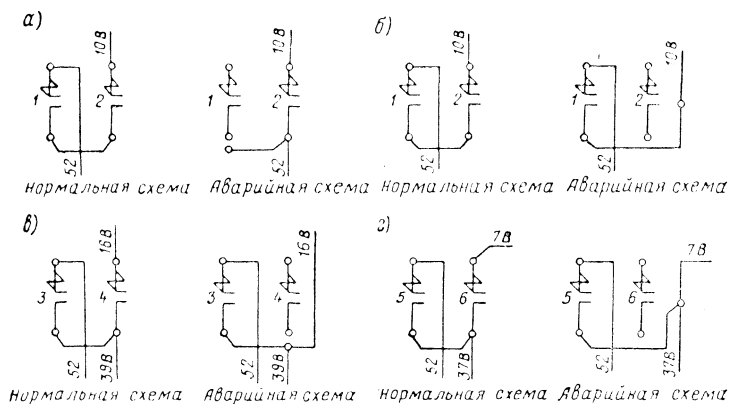 а)
10В
1
2
52
Нормальная схема
10В
1
2
52
Аварийная схема
б)
10В
1
2
52
Нормальная схема
10В
1
2
52
Аварийная схема
в)
16В
3
4
52
39В
Нормальная схема
16В
3
4
52
39В
Аварийная схема
г)
7В
5
6
52
37В
Нормальная схема
7В
5
6
52
37В
Аварийная схема